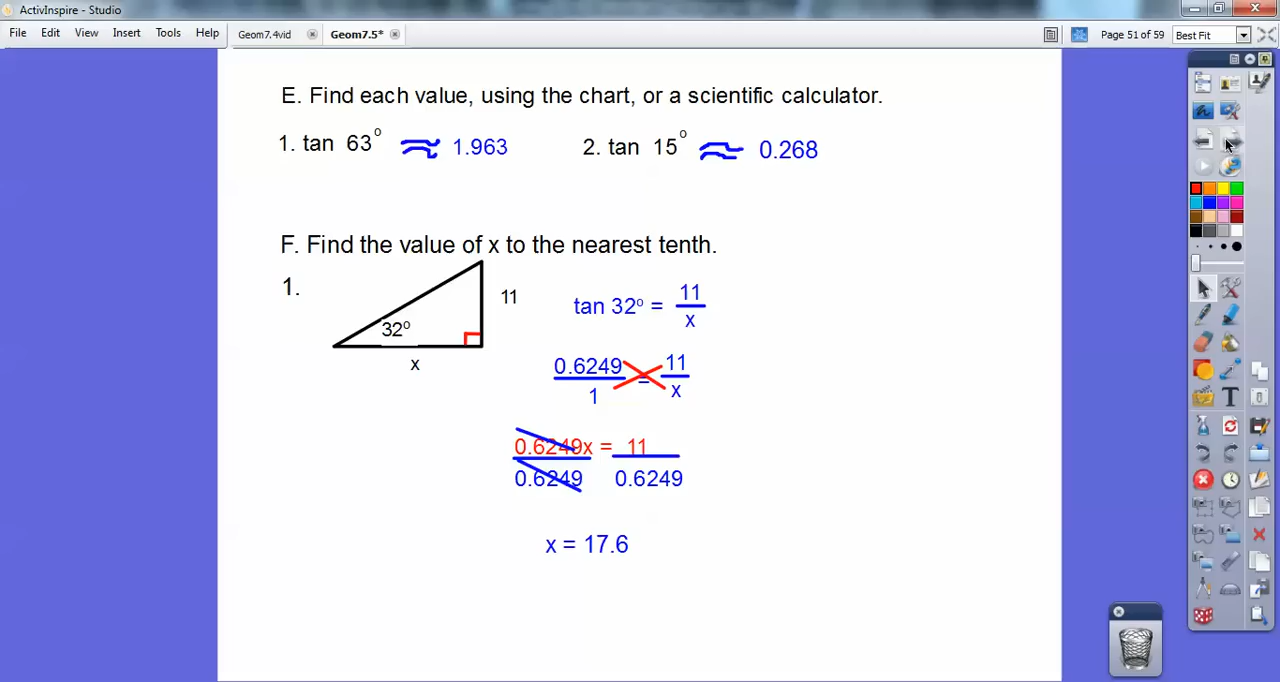 ActivInspire - Studio
File Edit View Insert Tools Help
Geom7.4vid Geom7.5*
Page 51 of 59 Best Fit
E. Find each value, using the chart, or a scientific calculator.
1. tan 63° ≈ 1.963
2. tan 15° ≈ 0.268
F. Find the value of x to the nearest tenth.
1.
11
32°
x
tan 32° = 11
x
0.6249 = 11
1 x
0.6249x = 11
0.6249 0.6249
x = 17.6
T